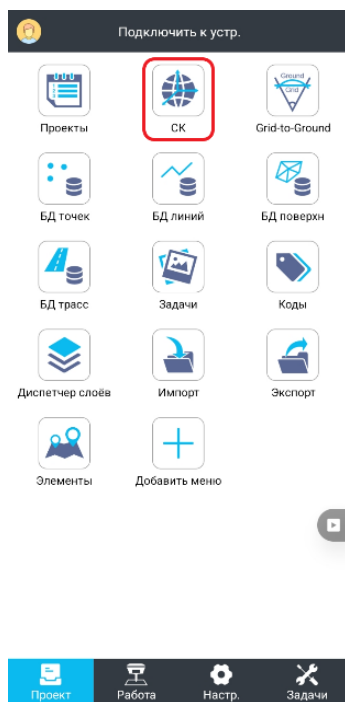 Подключить к устр.
Проекты
СК
Ground
Grid
Grid-to-Ground
БД точек
БД линий
БД поверхн
БД трасс
Задачи
Коды
Диспетчер слоёв
Импорт
Экспорт
Элементы
Добавить меню
Проект
Работа
Настр.
Задачи